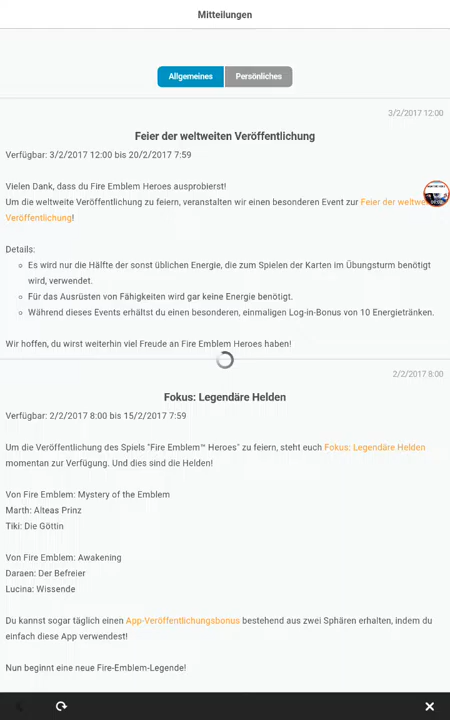 Mitteilungen
Allgemeines
Persönliches
3/2/2017 12:00
Feier der weltweiten Veröffentlichung
Verfügbar: 3/2/2017 12:00 bis 20/2/2017 7:59
Vielen Dank, dass du Fire Emblem Heroes ausprobierst!
Um die weltweite Veröffentlichung zu feiern, veranstalten wir einen besonderen Event zur Feier der
Veröffentlichung!
Details:
Es wird nur die Hälfte der sonst üblichen Energie, die zum Spielen der Karten im Übungsturm benötigt
wird, verwendet.
Für das Ausrüsten von Fähigkeiten wird gar keine Energie benötigt.
Während dieses Events erhältst du einen besonderen, einmaligen Log-in-Bonus von 10 Energietränken.
Wir hoffen, du wirst weiterhin viel Freude an Fire Emblem Heroes haben!
2/2/2017 8:00
Fokus: Legendäre Helden
Verfügbar: 2/2/2017 8:00 bis 15/2/2017 7:59
Um die Veröffentlichung des Spiels "Fire Emblem™ Heroes" zu feiern, steht euch Fokus: Legendäre Helden
momentan zur Verfügung. Und dies sind die Helden!
Von Fire Emblem: Mystery of the Emblem
Marth: Alteas Prinz
Tiki: Die Göttin
Von Fire Emblem: Awakening
Daraen: Der Befreier
Lucina: Wissende
Du kannst sogar täglich einen App-Veröffentlichungsbonus bestehend aus zwei Sphären erhalten, indem du
einfach diese App verwendest!
Nun beginnt eine neue Fire-Emblem-Legende!